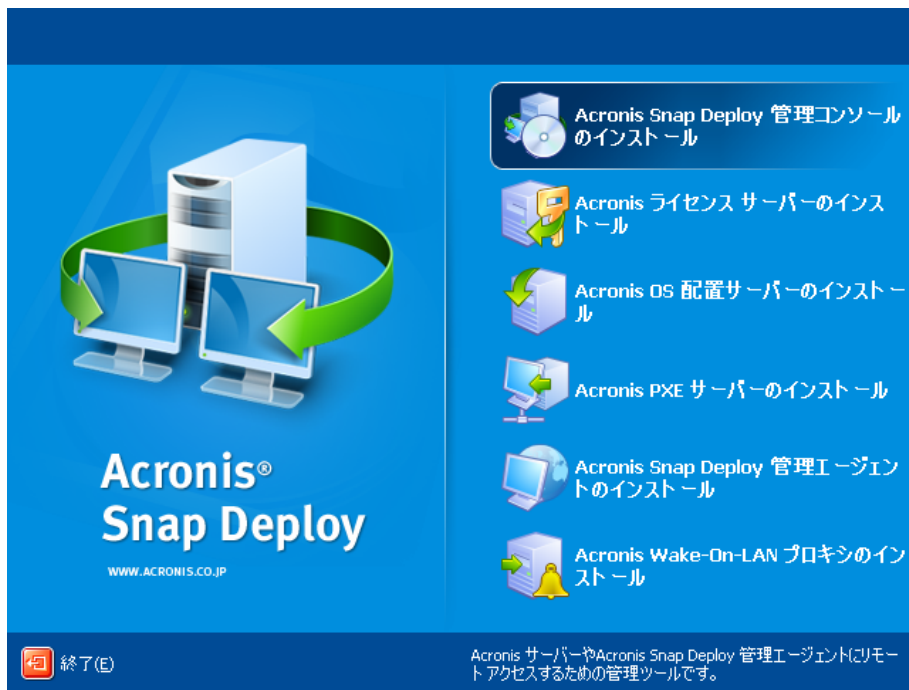 Acronis Snap Deploy 管理コンソール
のインストール
Acronis ライセンス サーバーのインス
トール
Acronis OS 配置サーバーのインストー
ル
Acronis PXE サーバーのインストール
Acronis Snap Deploy 管理エージェン
トのインストール
Acronis Wake-On-LAN プロキシのイン
ストール
Acronis®
Snap Deploy
WWW.ACRONIS.CO.JP
終了(E)
Acronis サーバーやAcronis Snap Deploy 管理エージェントにリモー
トアクセスするための管理ツールです。